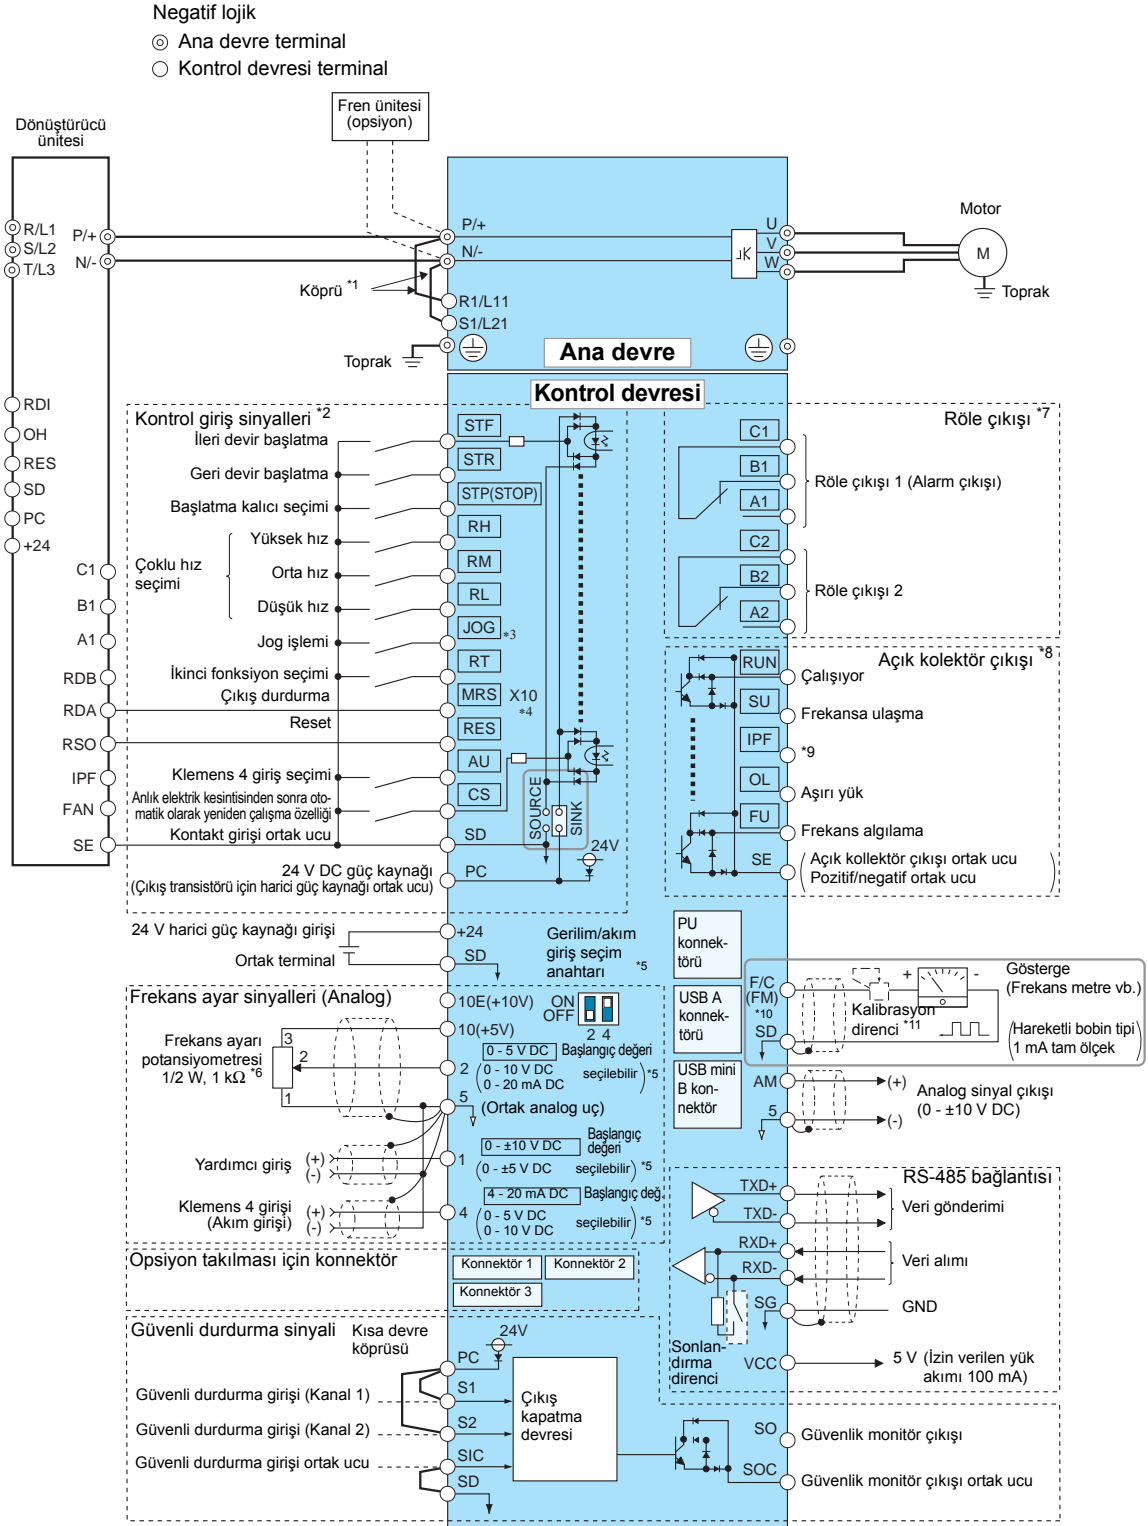 Negatif lojik
Ana devre terminal
Kontrol devresi terminal
Fren ünitesi
(opsiyon)
Dönüştürücü
ünitesi
R/L1
S/L2
T/L3
P/+
N/-
P/+
N/-
Köprü *1
R1/L11
S1/L21
Toprak
U
V
W
Motor
M
Toprak
Ana devre
Kontrol devresi
RDI
OH
RES
SD
PC
+24
C1
B1
A1
RDB
RDA
RSO
IPF
FAN
SE
Kontrol giriş sinyalleri *2
İleri devir başlatma
STF
Geri devir başlatma
STR
Başlatma kalıcı seçimi
STP(STOP)
Çoklu hız
seçimi
Yüksek hız
RH
Orta hız
RM
Düşük hız
RL
Jog işlemi
JOG *3
İkinci fonksiyon seçimi
RT
Çıkış durdurma
MRS X10
*4
Reset
RES
Klemens 4 giriş seçimi
AU
Anlık elektrik kesintisinden sonra oto-
matik olarak yeniden çalışma özelliği
CS
Kontakt girişi ortak ucu
SD
SOURCE
SINK
24V
24 V DC güç kaynağı
(Çıkış transistörü için harici güç kaynağı ortak ucu)
PC
Röle çıkışı *7
C1
B1
A1
Röle çıkışı 1 (Alarm çıkışı)
C2
B2
A2
Röle çıkışı 2
Açık kolektör çıkışı *8
RUN
Çalışıyor
SU
Frekansa ulaşma
IPF
*9
OL
Aşırı yük
FU
Frekans algılama
SE
(Açık kollektör çıkışı ortak ucu
Pozitif/negatif ortak ucu)
24 V harici güç kaynağı girişi
+24
Ortak terminal
SD
Gerilim/akım
giriş seçim
anahtarı *5
PU
konnek-
törü
USB A
konnek-
törü
USB mini
B kon-
nektör
F/C
(FM)
*10
SD
+
-
Gösterge
(Frekans metre vb.)
Kalibrasyon
direnci *11
(Hareketli bobin tipi
1 mA tam ölçek)
AM
5
(+)
(-)
Analog sinyal çıkışı
(0 - ±10 V DC)
Frekans ayar sinyalleri (Analog)
10E(+10V)
ON
OFF
2 4
10(+5V)
Frekans ayarı
potansiyometresi
1/2 W, 1 kΩ *6
3
2
1
2
0 - 5 V DC Başlangıç değeri
(0 - 10 V DC
0 - 20 mA DC seçilebilir) *5
5
(Ortak analog uç)
Yardımcı giriş
(+)
(-)
1
0 - ±10 V DC Başlangıç
değeri
(0 - ±5 V DC seçilebilir) *5
Klemens 4 girişi
(Akım girişi)
(+)
(-)
4
4 - 20 mA DC Başlangıç değ.
(0 - 5 V DC
0 - 10 V DC seçilebilir) *5
RS-485 bağlantısı
TXD+
TXD-
Veri gönderimi
RXD+
RXD-
Veri alımı
SG
GND
Sonlan-
dırma
direnci
VCC
5 V (İzin verilen yük
akımı 100 mA)
Opsiyon takılması için konnektör
Konnektör 1
Konnektör 2
Konnektör 3
Güvenli durdurma sinyali
Kısa devre
köprüsü
24V
PC
Güvenli durdurma girişi (Kanal 1)
S1
Güvenli durdurma girişi (Kanal 2)
S2
Güvenli durdurma girişi ortak ucu
SIC
SD
Çıkış
kapatma
devresi
SO
Güvenlik monitör çıkışı
SOC
Güvenlik monitör çıkışı ortak ucu